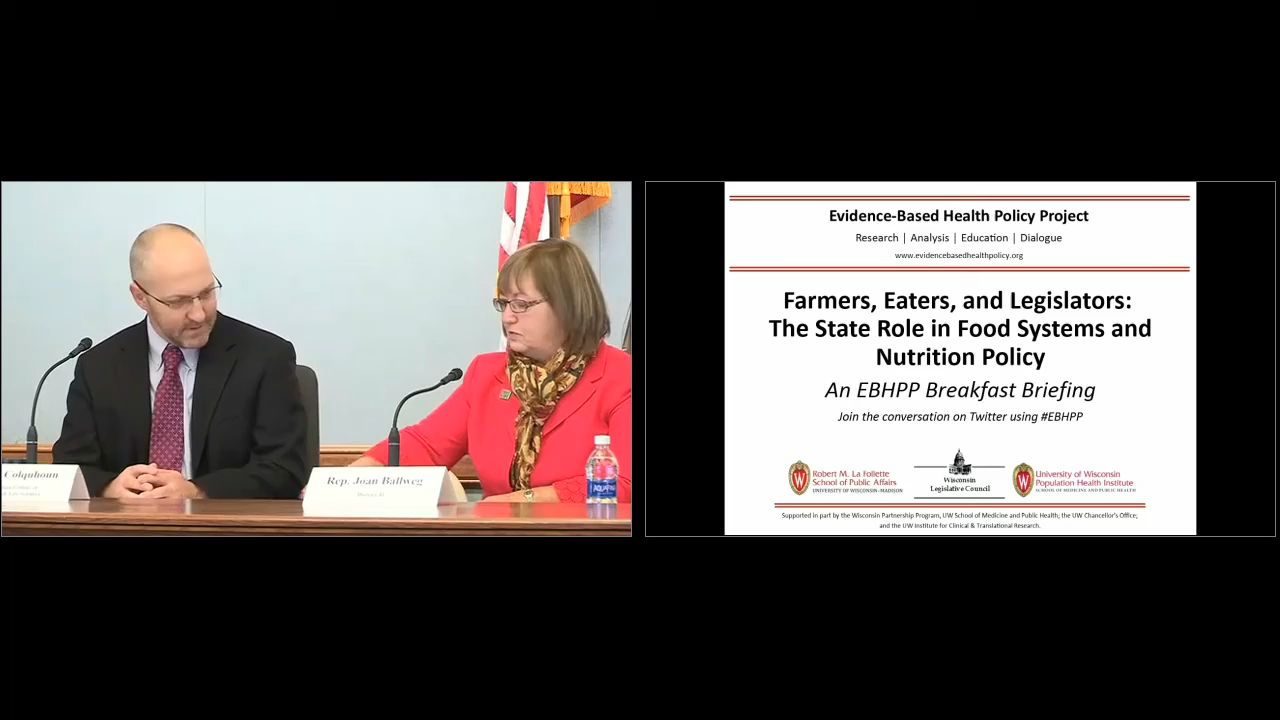 Colquhoun
Rep. Joan Ballweg
AQUAFINA
Evidence-Based Health Policy Project
Research | Analysis | Education | Dialogue
www.evidencebasedhealthpolicy.org
Farmers, Eaters, and Legislators:
The State Role in Food Systems and
Nutrition Policy
An EBHPP Breakfast Briefing
Join the conversation on Twitter using #EBHPP
Robert M. La Follette
School of Public Affairs
UNIVERSITY OF WISCONSIN-MADISON
Wisconsin
Legislative Council
University of Wisconsin
Population Health Institute
SCHOOL OF MEDICINE AND PUBLIC HEALTH
Supported in part by the Wisconsin Partnership Program, UW School of Medicine and Public Health; the UW Chancellor's Office;
and the UW Institute for Clinical & Translational Research.